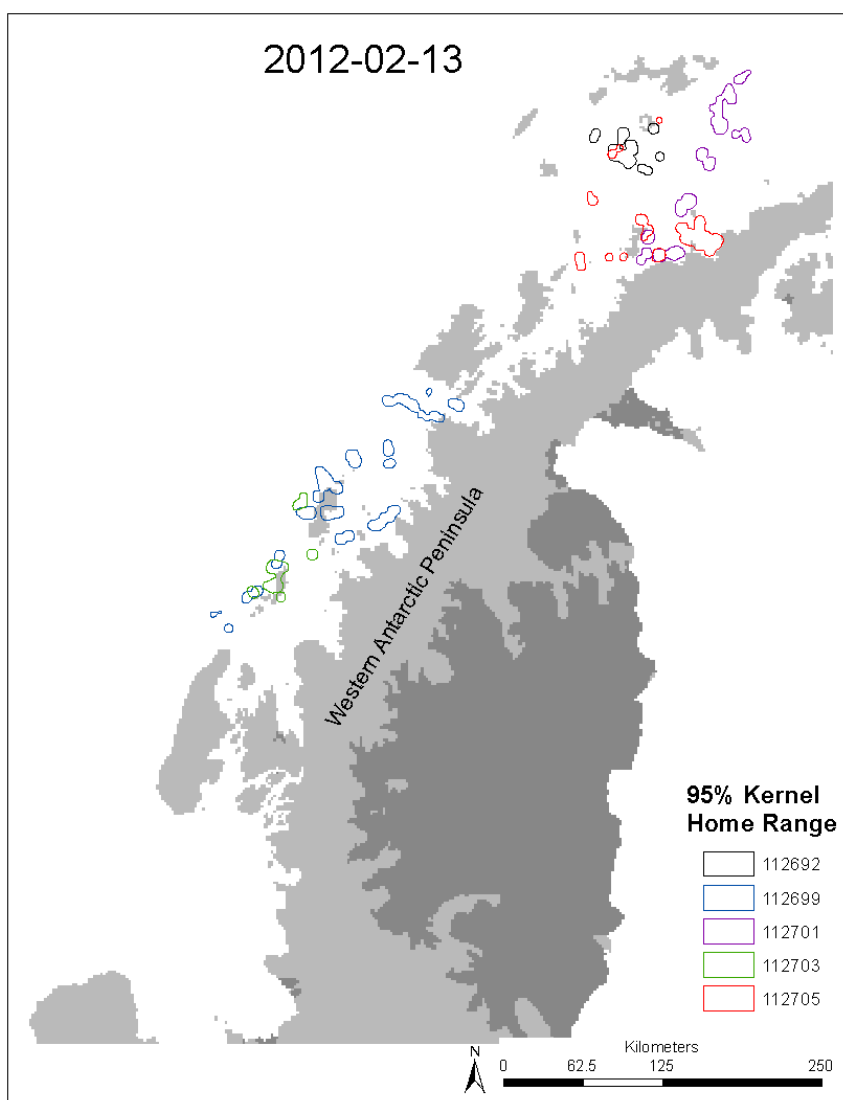 2012-02-13
Western Antarctic Peninsula
95% Kernel
Home Range
112692
112699
112701
112703
112705
N
Kilometers
0 62.5 125 250